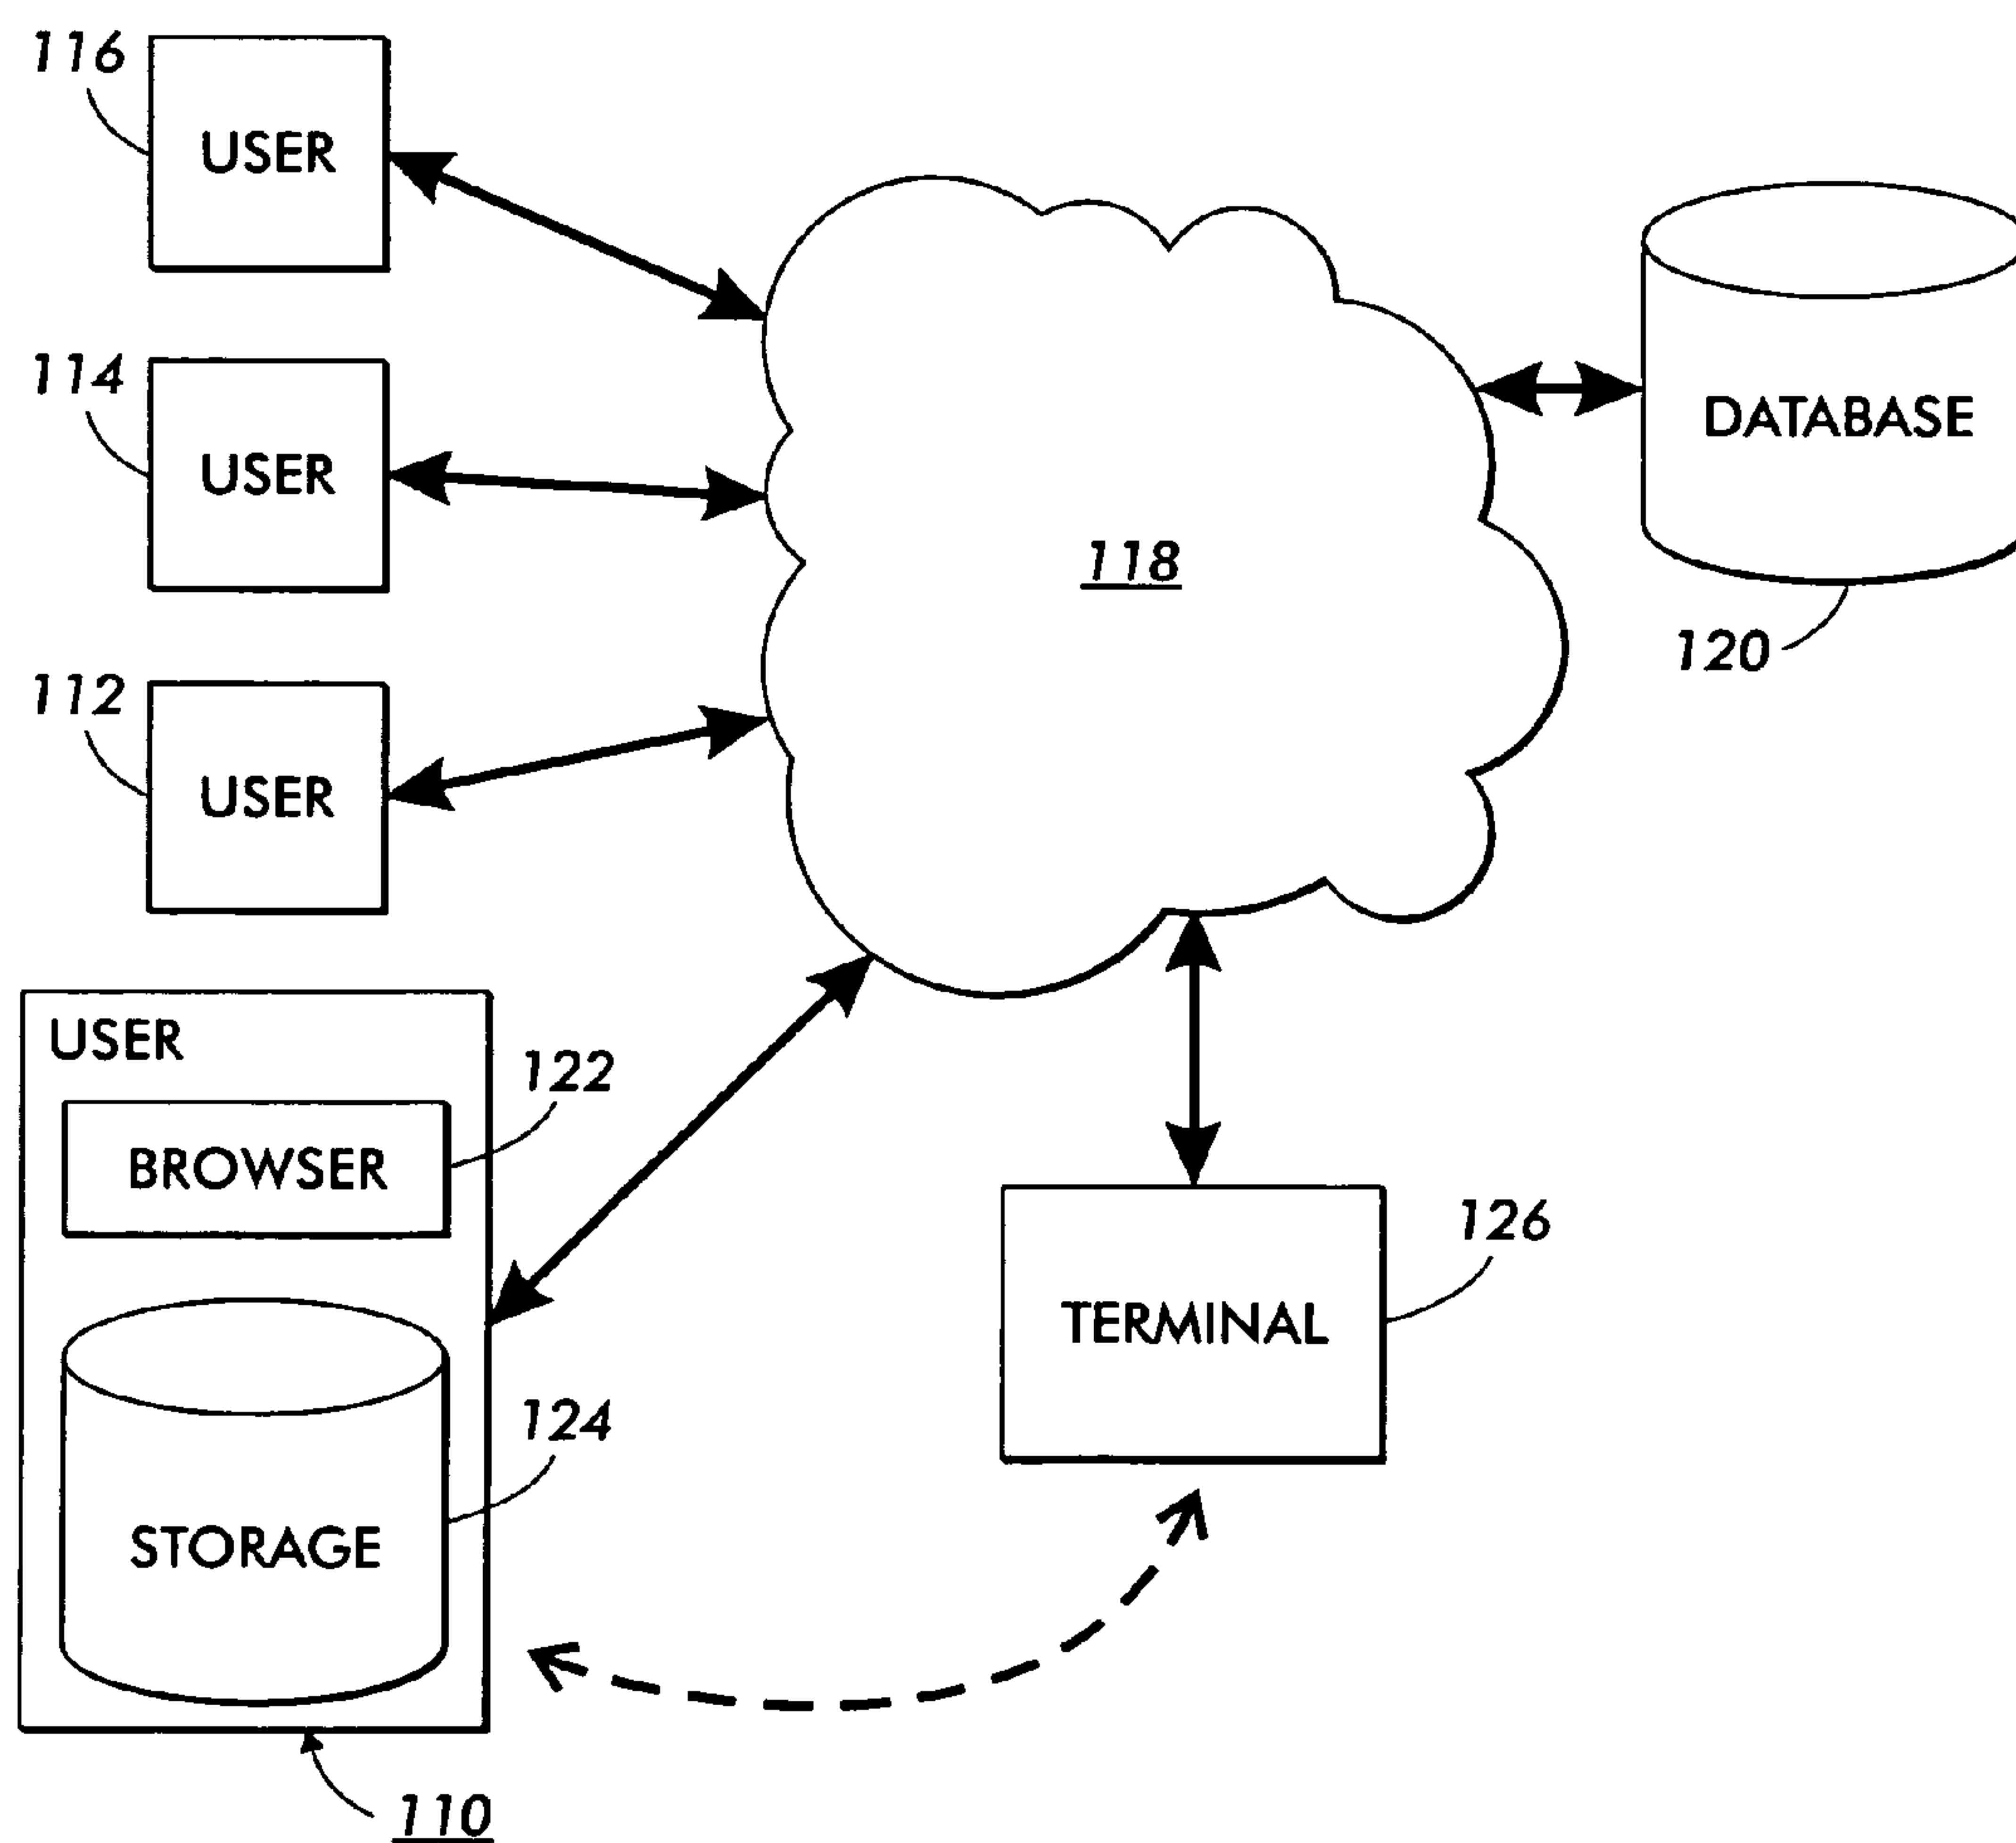 116
USER
114
USER
118
DATABASE
120
112
USER
USER
122
BROWSER
126
TERMINAL
124
STORAGE
110